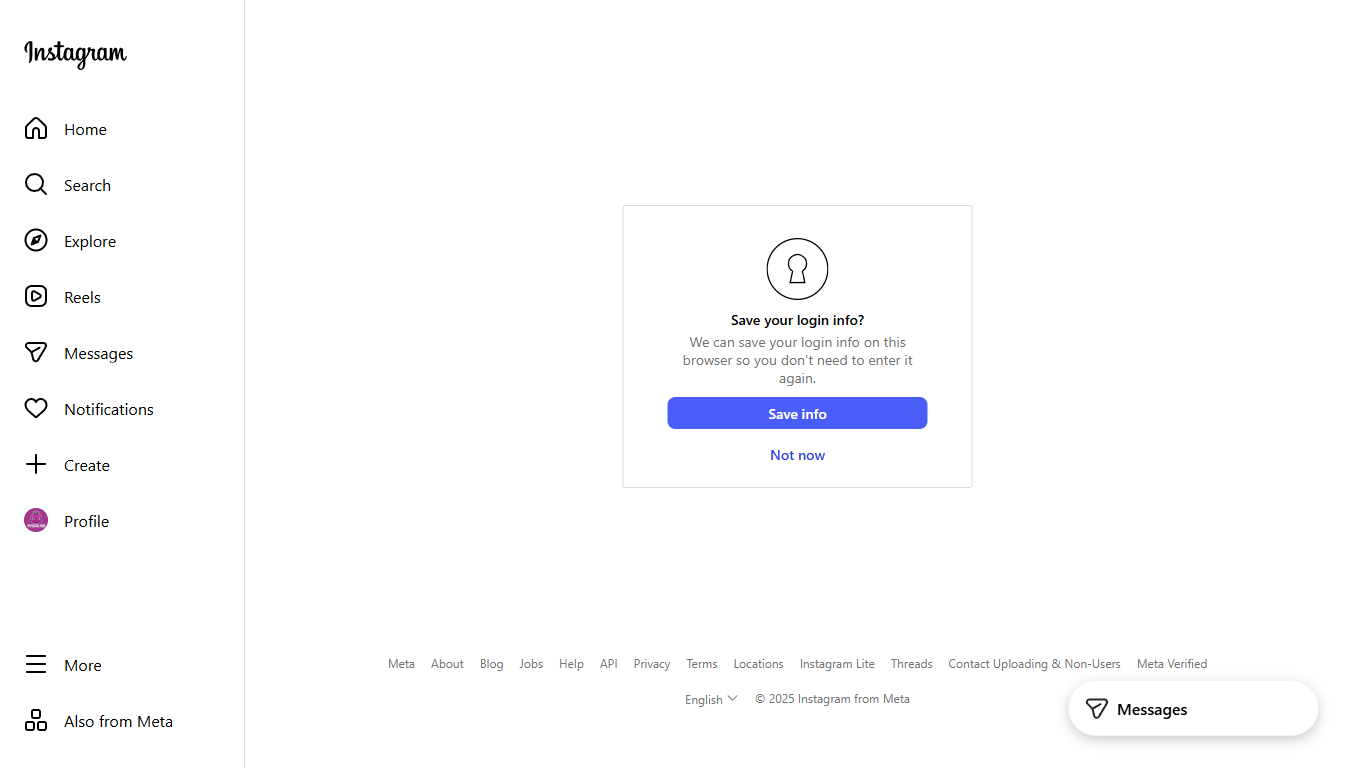 Instagram
Home
Search
Explore
Reels
Messages
Notifications
Create
Profile
More
Also from Meta
Save your login info?
We can save your login info on this
browser so you don't need to enter it
again.
Save info
Not now
Meta About Blog Jobs Help API Privacy Terms Locations Instagram Lite Threads Contact Uploading & Non-Users Meta Verified
English © 2025 Instagram from Meta
Messages